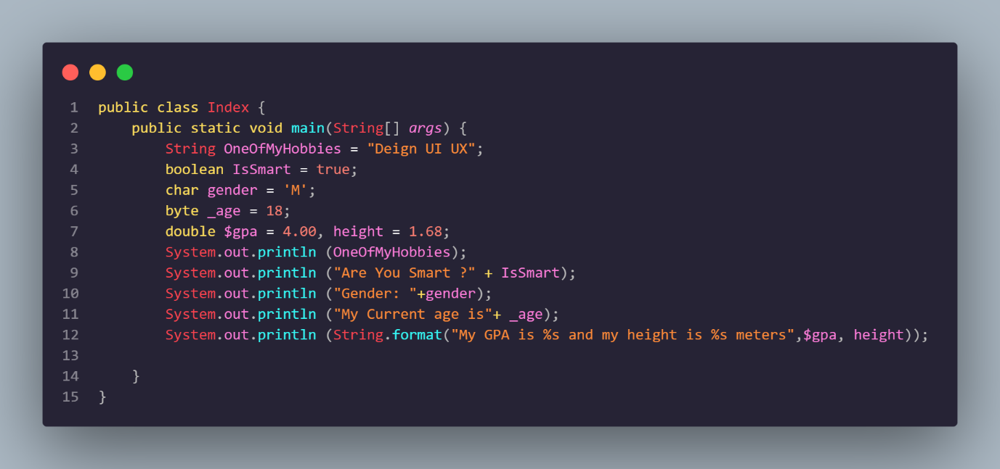 1 public class Index {
2 public static void main(String[] args) {
3 String OneOfMyHobbies = "Deign UI UX";
4 boolean IsSmart = true;
5 char gender = 'M';
6 byte _age = 18;
7 double $gpa = 4.00, height = 1.68;
8 System.out.println (OneOfMyHobbies);
9 System.out.println ("Are You Smart ?" + IsSmart);
10 System.out.println ("Gender: "+gender);
11 System.out.println ("My Current age is"+ _age);
12 System.out.println (String.format("My GPA is %s and my height is %s meters",$gpa, height));
13
14 }
15 }